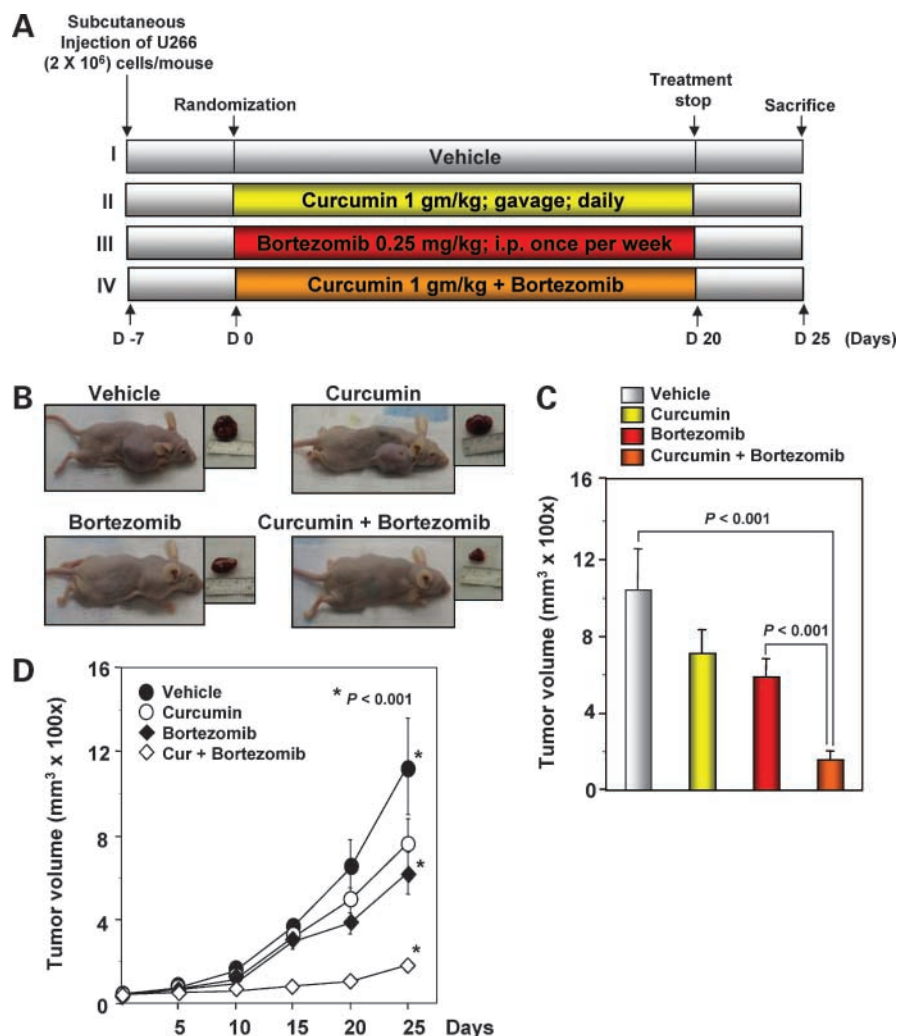 A
Subcutaneous
Injection of U266
(2 X 10⁶) cells/mouse
Randomization
Treatment
stop
Sacrifice
I
Vehicle
II
Curcumin 1 gm/kg; gavage; daily
III
Bortezomib 0.25 mg/kg; i.p. once per week
IV
Curcumin 1 gm/kg + Bortezomib
D -7
D 0
D 20
D 25
(Days)
B
Vehicle
Curcumin
Bortezomib
Curcumin + Bortezomib
C
Vehicle
Curcumin
Bortezomib
Curcumin + Bortezomib
Tumor volume (mm³ x 100x)
16
12
8
4
0
P < 0.001
P < 0.001
D
Tumor volume (mm³ x 100x)
16
12
8
4
0
Vehicle
Curcumin
Bortezomib
Cur + Bortezomib
* P < 0.001
*
*
*
5
10
15
20
25
Days